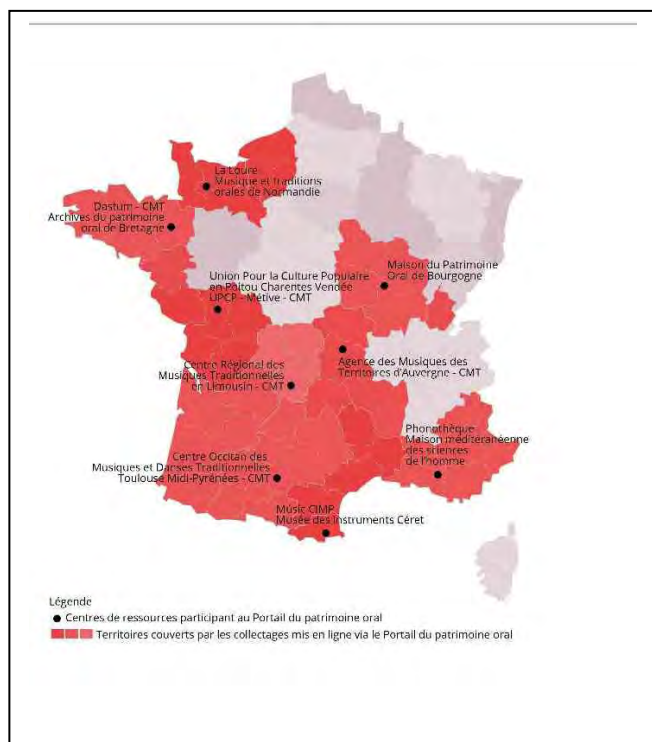 La Loure
Musique et traditions
orales de Normandie
Dastum - CMT
Archives du patrimoine
oral de Bretagne
Union Pour la Culture Populaire
en Poitou Charentes Vendée
UPCP - Métive - CMT
Maison du Patrimoine
Oral de Bourgogne
Centre Régional des
Musiques Traditionnelles
en Limousin - CMT
Agence des Musiques des
Territoires d'Auvergne - CMT
Phonothèque
Maison méditeranéenne
des sciences
de l'homme
Centre Occitan des
Musiques et Danses Traditionnelles
Toulouse Midi-Pyrénées - CMT
Músic CIMP
Musée des Instruments Céret
Légende
Centres de ressources participant au Portail du patrimoine oral
Territoires couverts par les collectages mis en ligne via le Portail du patrimoine oral